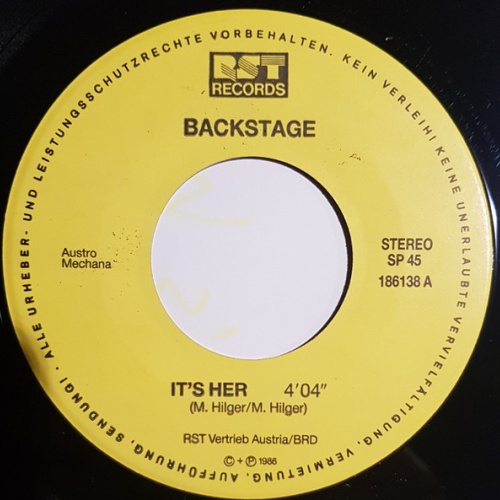 ALLE URHEBER- UND LEISTUNGSSCHUTZRECHTE VORBEHALTEN. KEIN VERLEIH! KEINE UNERLAUBTE VERVIELFÄLTIGUNG, VERMIETUNG, AUFFÜHRUNG, SENDUNG! ·
RST
RECORDS
BACKSTAGE
Austro
Mechana
STEREO
SP 45
186138 A
IT'S HER 4'04"
(M. Hilger/M. Hilger)
RST Vertrieb Austria/BRD
© + ℗ 1986